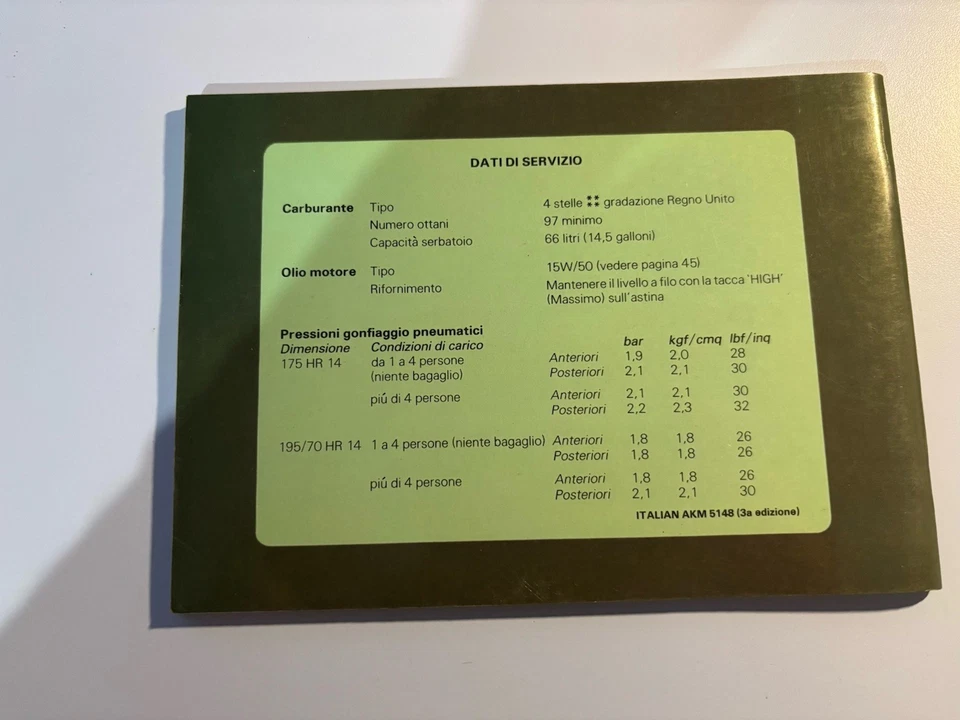 DATI DI SERVIZIO
Carburante Tipo 4 stelle gradazione Regno Unito
Numero ottani 97 minimo
Capacità serbatoio 66 litri (14,5 galloni)
Olio motore Tipo 15W/50 (vedere pagina 45)
Rifornimento Mantenere il livello a filo con la tacca 'HIGH'
(Massimo) sull'astina
Pressioni gonfiaggio pneumatici
Dimensione Condizioni di carico bar kgf/cmq lbf/inq
175 HR 14 da 1 a 4 persone Anteriori 1,9 2,0 28
(niente bagaglio) Posteriori 2,1 2,1 30
piú di 4 persone Anteriori 2,1 2,1 30
Posteriori 2,2 2,3 32
195/70 HR 14 1 a 4 persone (niente bagaglio) Anteriori 1,8 1,8 26
Posteriori 1,8 1,8 26
piú di 4 persone Anteriori 1,8 1,8 26
Posteriori 2,1 2,1 30
ITALIAN AKM 5148 (3a edizione)